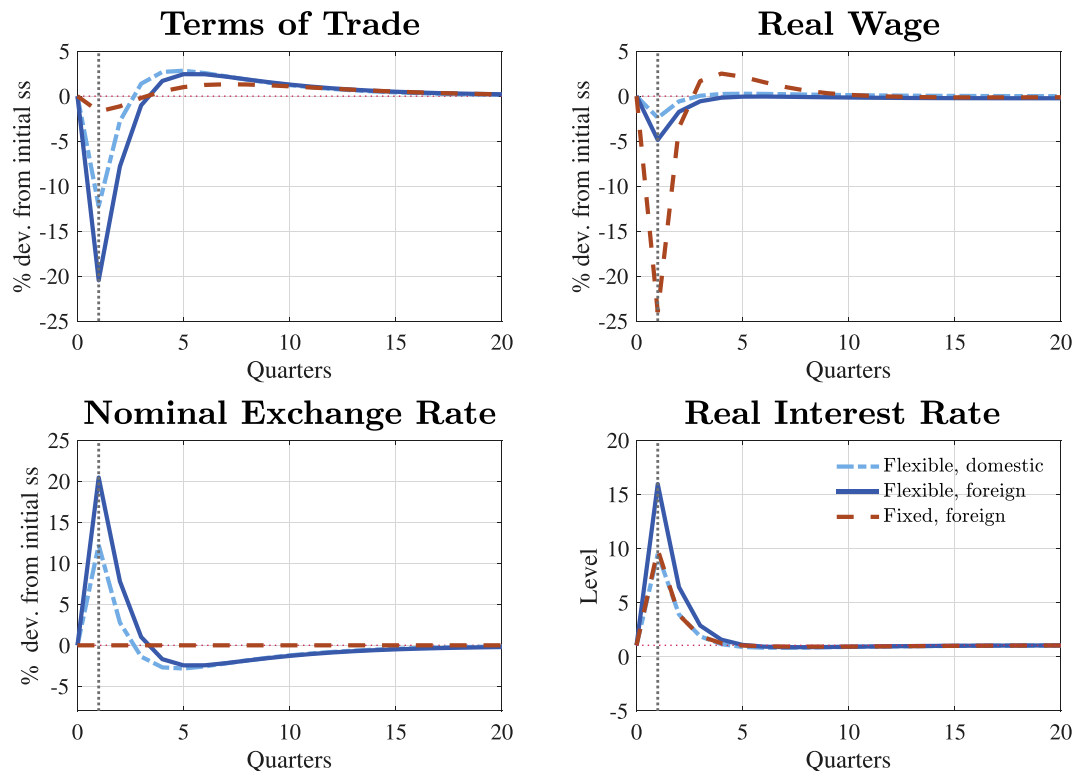 Terms of Trade
5
0
-5
-10
-15
-20
-25
% dev. from initial ss
0 5 10 15 20
Quarters
Real Wage
5
0
-5
-10
-15
-20
-25
% dev. from initial ss
0 5 10 15 20
Quarters
Nominal Exchange Rate
25
20
15
10
5
0
-5
% dev. from initial ss
0 5 10 15 20
Quarters
Real Interest Rate
20
15
10
5
0
-5
Level
Flexible, domestic
Flexible, foreign
Fixed, foreign
0 5 10 15 20
Quarters